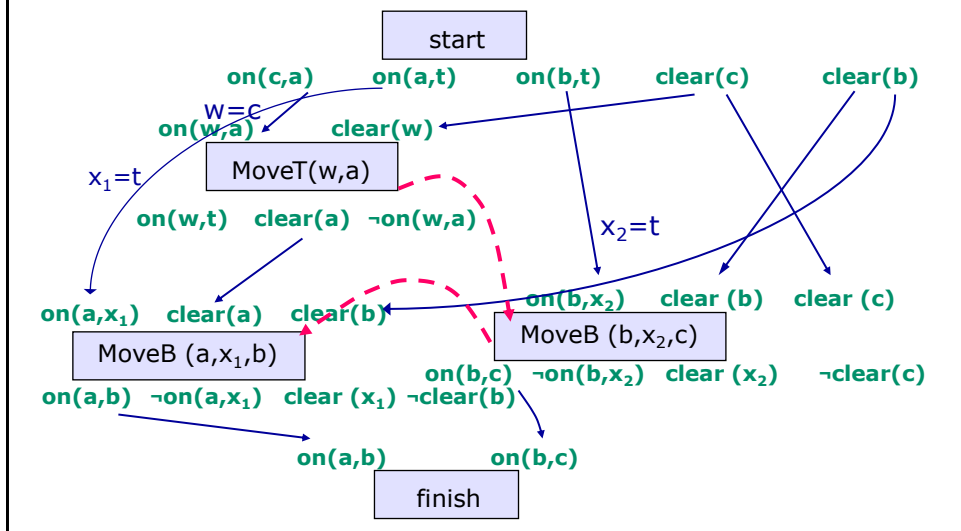 start
on(c,a) on(a,t) on(b,t) clear(c) clear(b)
w=c
on(w,a) clear(w)
MoveT(w,a)
x₁=t
on(w,t) clear(a) ¬on(w,a)
x₂=t
on(b,x₂) clear (b) clear (c)
on(a,x₁) clear(a) clear(b)
MoveB (b,x₂,c)
MoveB (a,x₁,b)
on(b,c) ¬on(b,x₂) clear (x₂) ¬clear(c)
on(a,b) ¬on(a,x₁) clear (x₁) ¬clear(b)
on(a,b) on(b,c)
finish